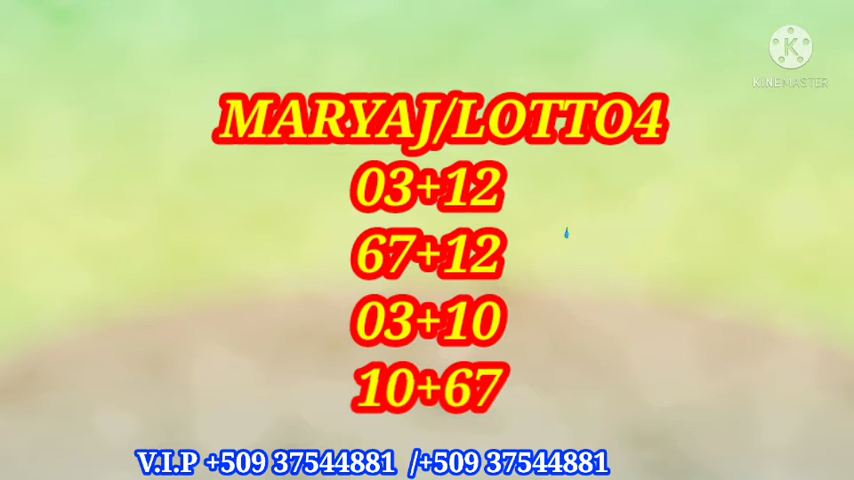 KINEMASTER
MARYAJ/LOTTO4
03+12
67+12
03+10
10+67
V.I.P +509 37544881 /+509 37544881